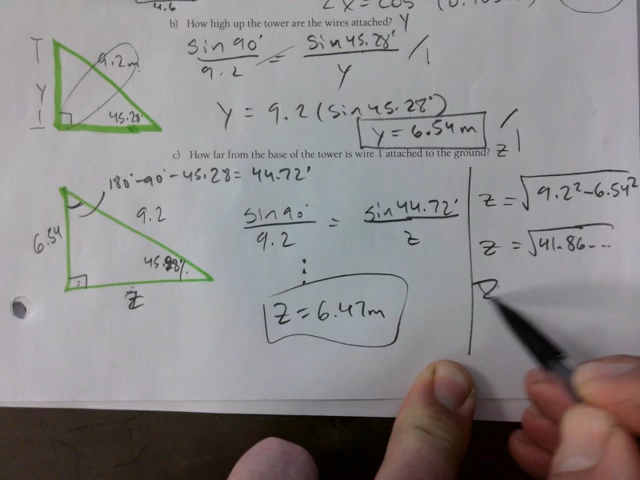 4.6
b) How high up the tower are the wires attached? Y
9.2m
Y
45.28°
sin 90° / 9.2 = sin 45.28° / Y /1
Y = 9.2 (sin 45.28°)
Y = 6.54 m /1
c) How far from the base of the tower is wire 1 attached to the ground? z
180° - 90° - 45.28 = 44.72°
6.54
9.2
z
sin 90° / 9.2 = sin 44.72° / z
⋮
Z = 6.47m
z = √9.2² - 6.54²
z = √41.86...